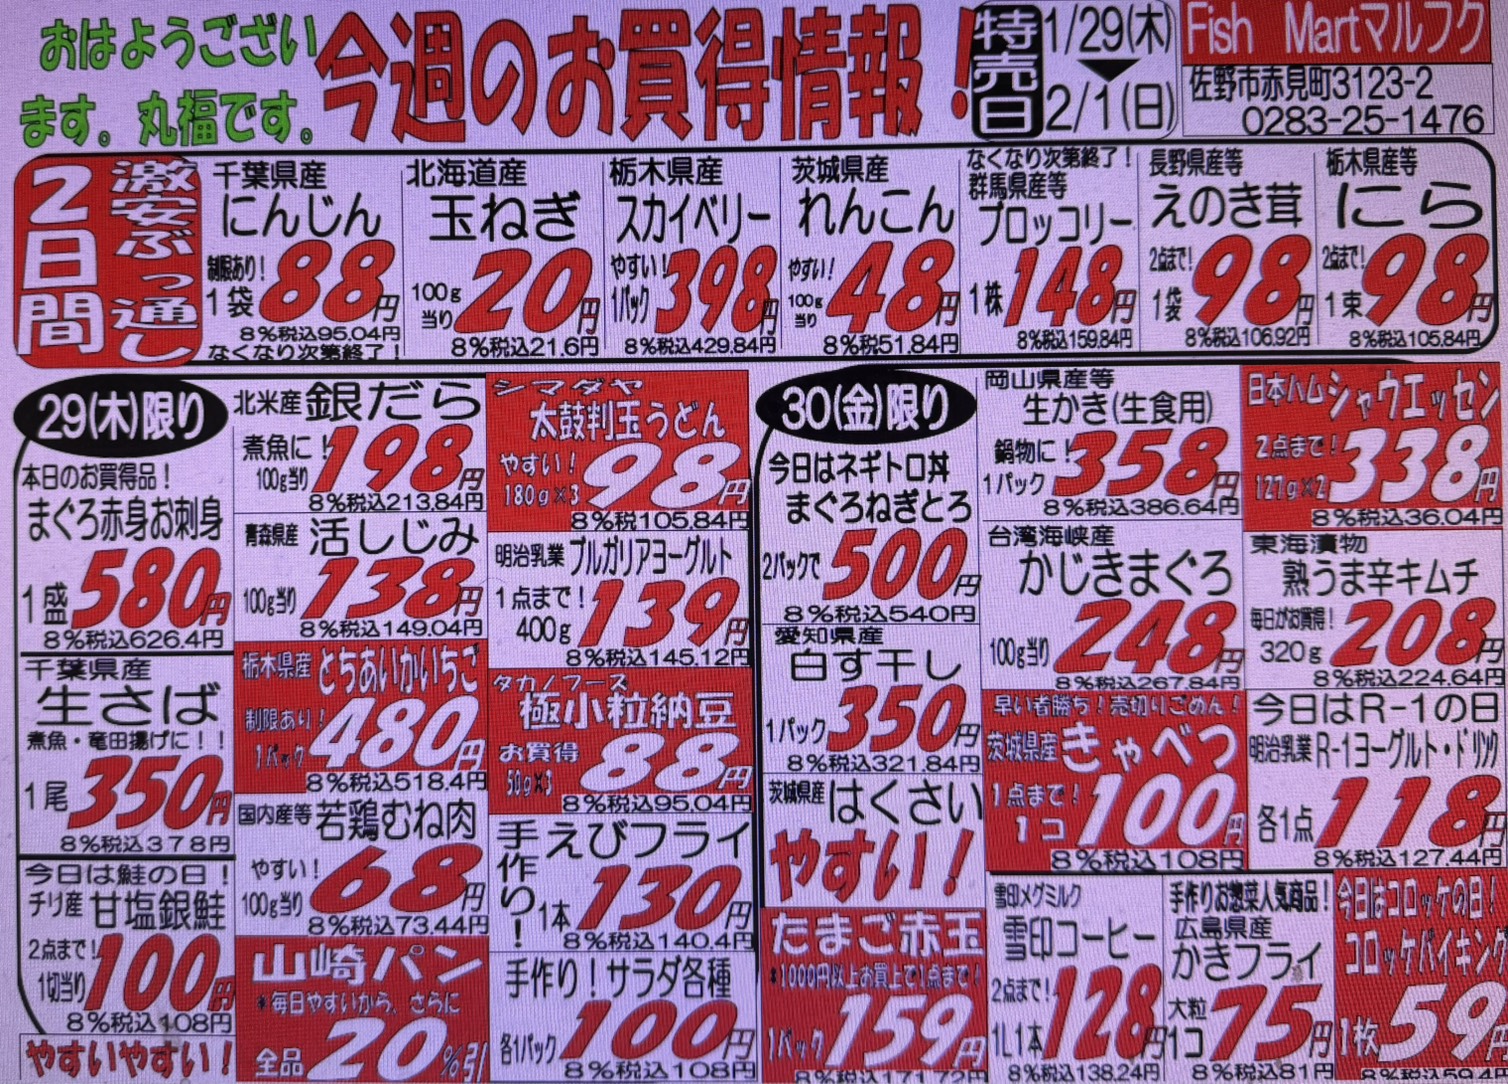 おはようござい
ます。丸福です。
今週のお買得情報！
特売日
1/29(木)
2/1(日)
Fish Martマルフク
佐野市赤見町3123-2
0283-25-1476
2日間
激安ぶっ通し
千葉県産
にんじん
制限あり！
1袋 88円
8%税込95.04円
なくなり次第終了！
北海道産
玉ねぎ
100g
当り 20円
8%税込21.6円
栃木県産
スカイベリー
やすい！
1パック 398円
8%税込429.84円
茨城県産
れんこん
やすい！
100g
当り 48円
8%税込51.84円
なくなり次第終了！
群馬県産等
ブロッコリー
1株 148円
8%税込159.84円
長野県産等
えのき茸
2点まで！
1袋 98円
8%税込106.92円
栃木県産等
にら
2点まで！
1束 98円
8%税込105.84円
29(木)限り
本日のお買得品！
まぐろ赤身お刺身
1盛 580円
8%税込626.4円
千葉県産
生さば
煮魚・竜田揚げに！！
1尾 350円
8%税込378円
今日は鮭の日！
チリ産 甘塩銀鮭
2点まで！
1切当り 100円
8%税込108円
やすいやすい！
北米産 銀だら
煮魚に！
100g当り 198円
8%税込213.84円
青森県産 活しじみ
100g当り 138円
8%税込149.04円
栃木県産 とちあいかいちご
制限あり！
1パック 480円
8%税込518.4円
国内産等 若鶏むね肉
やすい！
100g当り 68円
8%税込73.44円
山崎パン
*毎日やすいから、さらに
全品 20%引
シマダヤ
太鼓判玉うどん
やすい！
180g×3 98円
8%税105.84円
明治乳業 ブルガリアヨーグルト
1点まで！
400g 139円
8%税込145.12円
タカノフーズ
極小粒納豆
お買得
50g×3 88円
8%税込95.04円
手作り！ えびフライ
1本 130円
8%税込140.4円
手作り！サラダ各種
各1パック 100円
8%税込108円
30(金)限り
今日はネギトロ丼
まぐろねぎとろ
2パックで 500円
8%税込540円
愛知県産
白す干し
1パック 350円
8%税込321.84円
茨城県産 はくさい
やすい！
たまご赤玉
*1000円以上お買上で1点まで！
1パック 159円
8%税込171.72円
岡山県産等
生かき(生食用)
鍋物に！
1パック 358円
8%税込386.64円
台湾海峡産
かじきまぐろ
100g当り 248円
8%税込267.84円
早い者勝ち！売切りごめん！
茨城県産 きゃべつ
1点まで！
1コ 100円
8%税込108円
雪印メグミルク
雪印コーヒー
2点まで！
1L1本 128円
8%税込138.24円
日本ハム シャウエッセン
2点まで！
127g×2 338円
8%税込36.04円
東海漬物
熟うま辛キムチ
毎日がお買得！
320g 208円
8%税込224.64円
今日はR-1の日
明治乳業 R-1ヨーグルト・ドリンク
各1点 118円
8%税込127.44円
手作りお惣菜人気商品！
広島県産
かきフライ
大粒
1コ 75円
8%税込81円
今日はコロッケの日！
コロッケバイキング
1枚 59円
8%税込59.4円